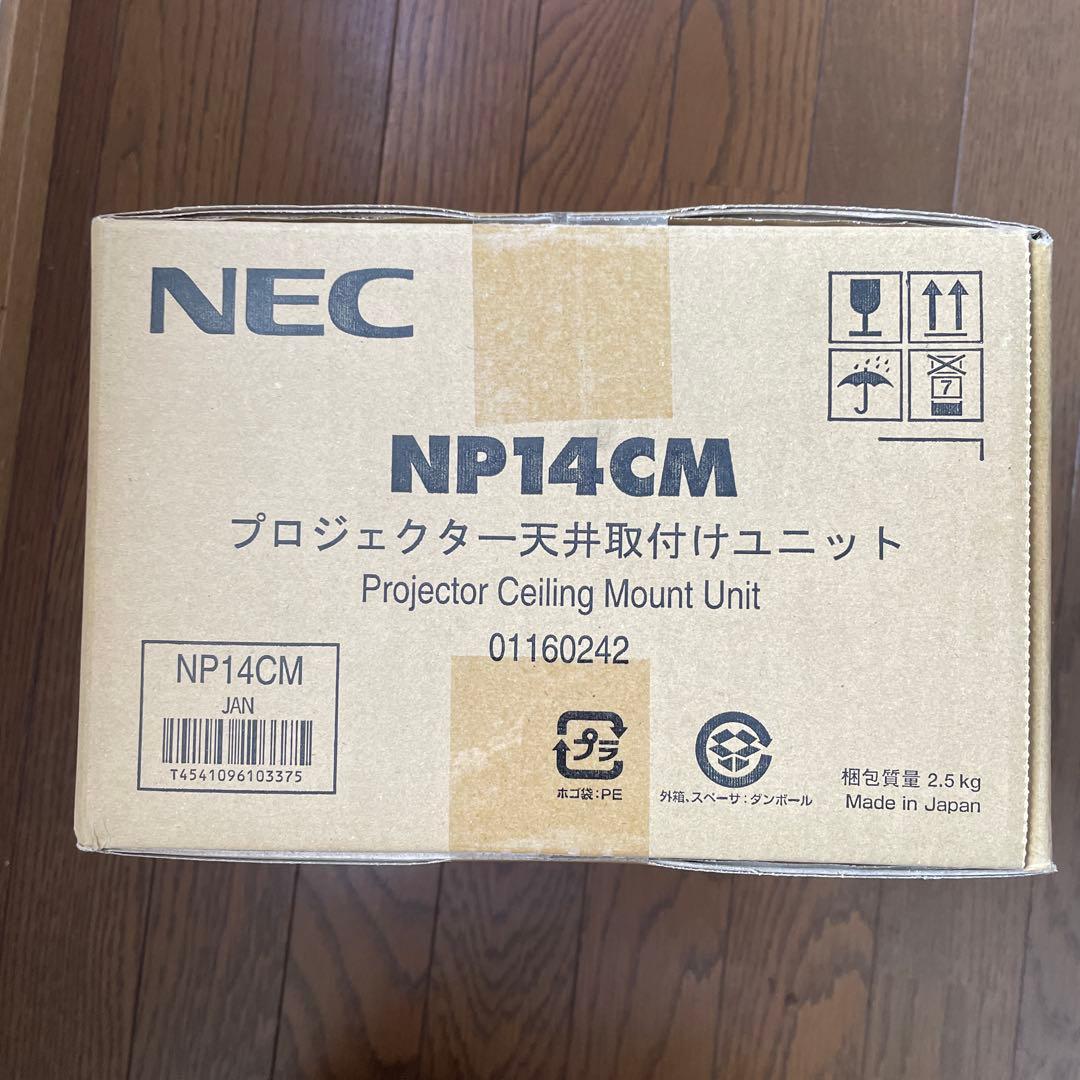 NEC
7
NP14CM
プロジェクター天井取付けユニット
Projector Ceiling Mount Unit
01160242
NP14CM
JAN
T4541096103375
プラ
ホゴ袋:PE
外箱、スペーサ:ダンボール
梱包質量 2.5kg
Made in Japan